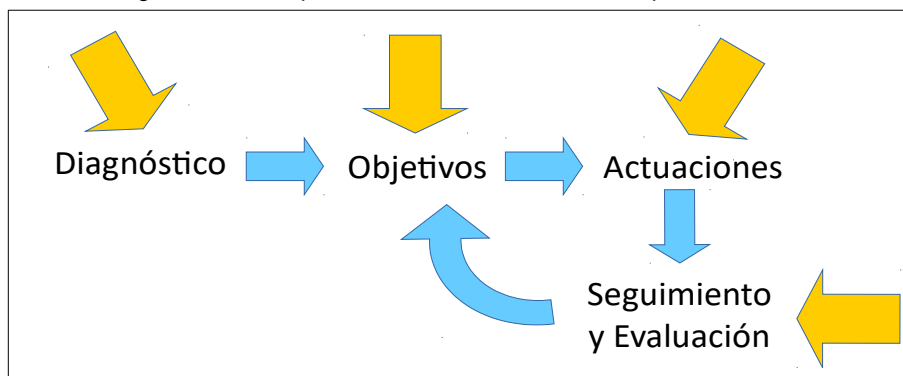 Diagnóstico
Objetivos
Actuaciones
Seguimiento
y Evaluación